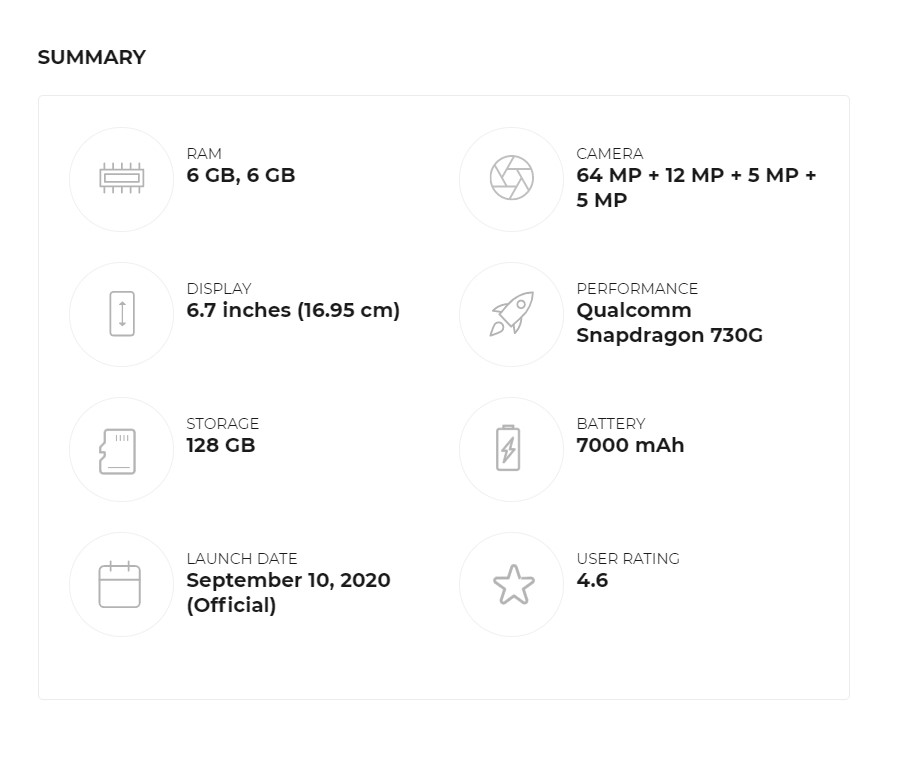 SUMMARY
RAM
6 GB, 6 GB
CAMERA
64 MP + 12 MP + 5 MP +
5 MP
DISPLAY
6.7 inches (16.95 cm)
PERFORMANCE
Qualcomm
Snapdragon 730G
STORAGE
128 GB
BATTERY
7000 mAh
LAUNCH DATE
September 10, 2020
(Official)
USER RATING
4.6